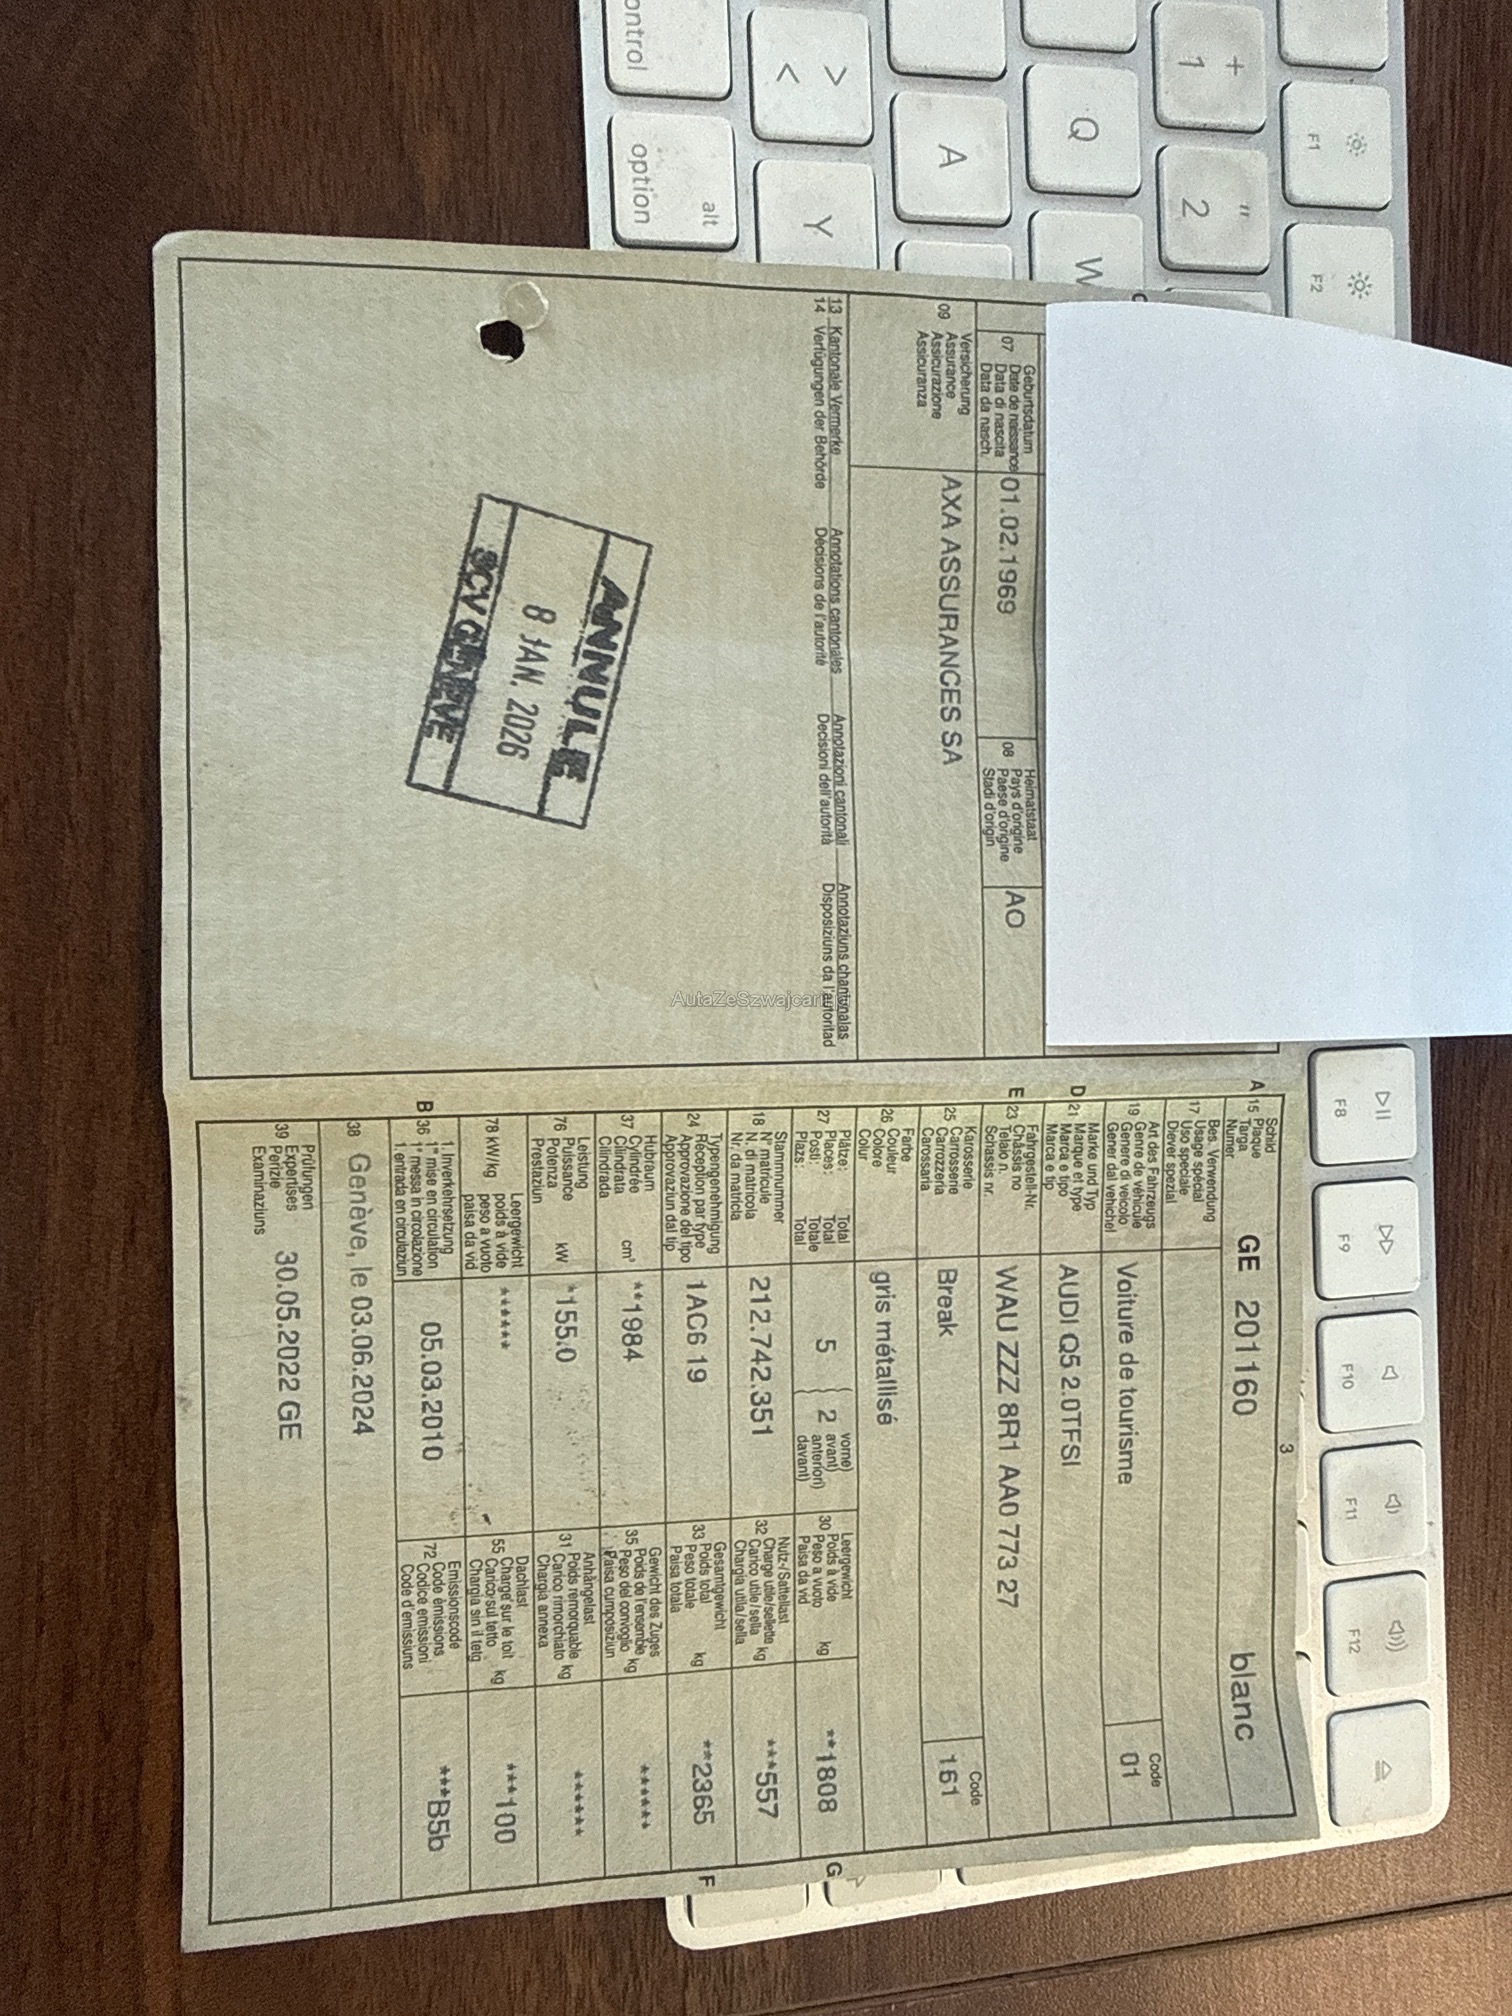 Geburtsdatum
07 Date de naissance 01.02.1969
Data di nascita
Data da nasch.
Heimatstaat
08 Pays d'origine AO
Paese d'origine
Stadi d'origin
Versicherung
09 Assurance AXA ASSURANCES SA
Assicurazione
Assicuranza
13 Kantonale Vermerke Annotations cantonales Annotazioni cantonali Annotaziuns chantunalas
14 Verfügungen der Behörde Décisions de l'autorité Decisioni dell'autorità Disposiziuns da l'autoritad
ANNULE
8 JAN. 2026
SCV GENEVE
AutaZeSzwajcari
3
Schild
A 15 Plaque GE 201160 blanc
Targa
Numer
Bes. Verwendung
17 Usage spécial
Uso speciale
Diever spezial
Art des Fahrzeugs Code
19 Genre de véhicule Voiture de tourisme 01
Genere di veicolo
Gener dal vehichel
Marke und Typ
D 21 Marque et type AUDI Q5 2.0TFSI
Marca e tipo
Marca e tip
Fahrgestell-Nr.
E 23 Châssis no WAU ZZZ 8R1 AA0 773 27
Telaio n.
Schassis nr.
Karosserie Code
25 Carrosserie Break 161
Carrozzeria
Carossaria
Farbe
26 Couleur gris métallisé
Colore
Colur
Plätze: Total vorne)
27 Places: Total 5 ( 2 avant)
Posti: Totale anteriori)
Plazs: Total davant)
Leergewicht
30 Poids à vide kg **1808 G
Peso a vuoto
Paisa da vid
Stammnummer
18 N° matricule 212.742.351
N. di matricola
Nr. da matricla
Nutz-/Sattellast
32 Charge utile/sellette kg ***557
Carico utile/sella
Chargia utila/sella
Typengenehmigung
24 Réception par type 1AC6 19
Approvazione del tipo
Approvaziun dal tip
Gesamtgewicht
33 Poids total kg **2365 F
Peso totale
Paisa totala
Hubraum
37 Cylindrée cm³ **1984
Cilindrata
Cilindrada
Gewicht des Zuges
35 Poids de l'ensemble kg ******
Peso del convoglio
Paisa cumposiziun
Leistung
76 Puissance kW *155.0
Potenza
Prestaziun
Anhängelast
31 Poids remorquable kg ******
Carico rimorchiato
Chargia annexa
Leergewicht
78 kW/kg poids à vide ******
peso a vuoto
paisa da vid
Dachlast
55 Charge sur le toit kg ***100
Carico sul tetto
Chargia sin il tetg
1. Inverkehrsetzung
B 36 1re mise en circulation 05.03.2010
1a messa in circolazione
1. entrada en circulaziun
Emissionscode
72 Code émissions ***B5b
Codice emissioni
Code d'emissiuns
38 Genève, le 03.06.2024
Prüfungen
39 Expertises 30.05.2022 GE
Perizie
Examinaziuns
ontrol
> <
+ 1
Q
A
alt
option
Y
" 2
W
F1
F2
F8
F9
F10
F11
F12